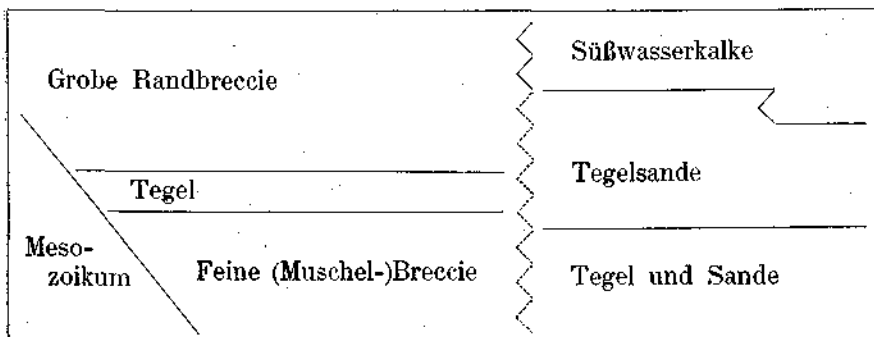 Süßwasserkalke
Grobe Randbreccie
Tegelsande
Tegel
Meso-
zoikum
Feine (Muschel-)Breccie
Tegel und Sande